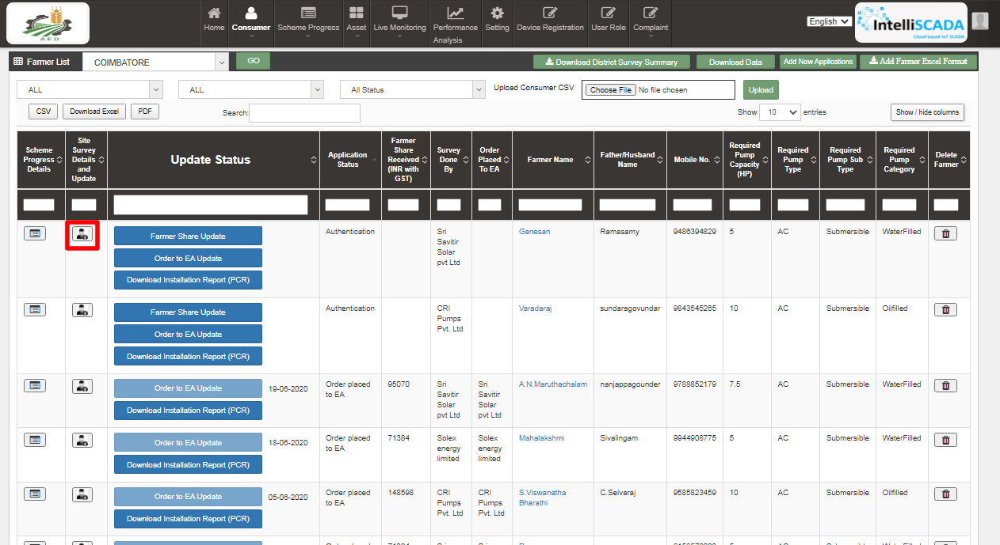 AED
Home
Consumer
Scheme Progress
Asset
Live Monitoring
Performance
Analysis
Setting
Device Registration
User Role
Complaint
English
IntelliSCADA
Cloud based IoT SCADA
Farmer List
COIMBATORE
GO
Download District Survey Summary
Download Data
Add New Applications
Add Farmer Excel Format
ALL
ALL
All Status
Upload Consumer CSV
Choose File No file chosen
Upload
CSV
Download Excel
PDF
Search:
Show 10 entries
Show / hide columns
Scheme
Progress
Details
Site
Survey
Details
and
Update
Update Status
Application
Status
Farmer
Share
Received
(INR with
GST)
Survey
Done
By
Order
Placed
To EA
Farmer Name
Father/Husband
Name
Mobile No.
Required
Pump
Capacity
(HP)
Required
Pump
Type
Required
Pump Sub
Type
Required
Pump
Category
Delete
Farmer
Farmer Share Update
Order to EA Update
Download Installation Report (PCR)
Authentication
Sri
Savitir
Solar
pvt Ltd
Ganesan
Ramasamy
9486394829
5
AC
Submersible
WaterFilled
Farmer Share Update
Order to EA Update
Download Installation Report (PCR)
Authentication
CRI
Pumps
Pvt. Ltd
Varadaraj
sundaragovundar
9843545265
10
AC
Submersible
Oilfilled
Order to EA Update
Download Installation Report (PCR)
19-06-2020
Order placed
to EA
95070
Sri
Savitir
Solar
pvt Ltd
Sri
Savitir
Solar
pvt Ltd
A.N.Maruthachalam
nanjappagounder
9788852179
7.5
AC
Submersible
WaterFilled
Order to EA Update
Download Installation Report (PCR)
18-06-2020
Order placed
to EA
71384
Solex
energy
limited
Solex
energy
limited
Mahalakshmi
Sivalingam
9944908775
5
AC
Submersible
WaterFilled
Order to EA Update
Download Installation Report (PCR)
05-06-2020
Order placed
to EA
148598
CRI
Pumps
Pvt. Ltd
CRI
Pumps
Pvt. Ltd
S.Viswanatha
Bharathi
C.Selvaraj
9585823459
10
AC
Submersible
Oilfilled